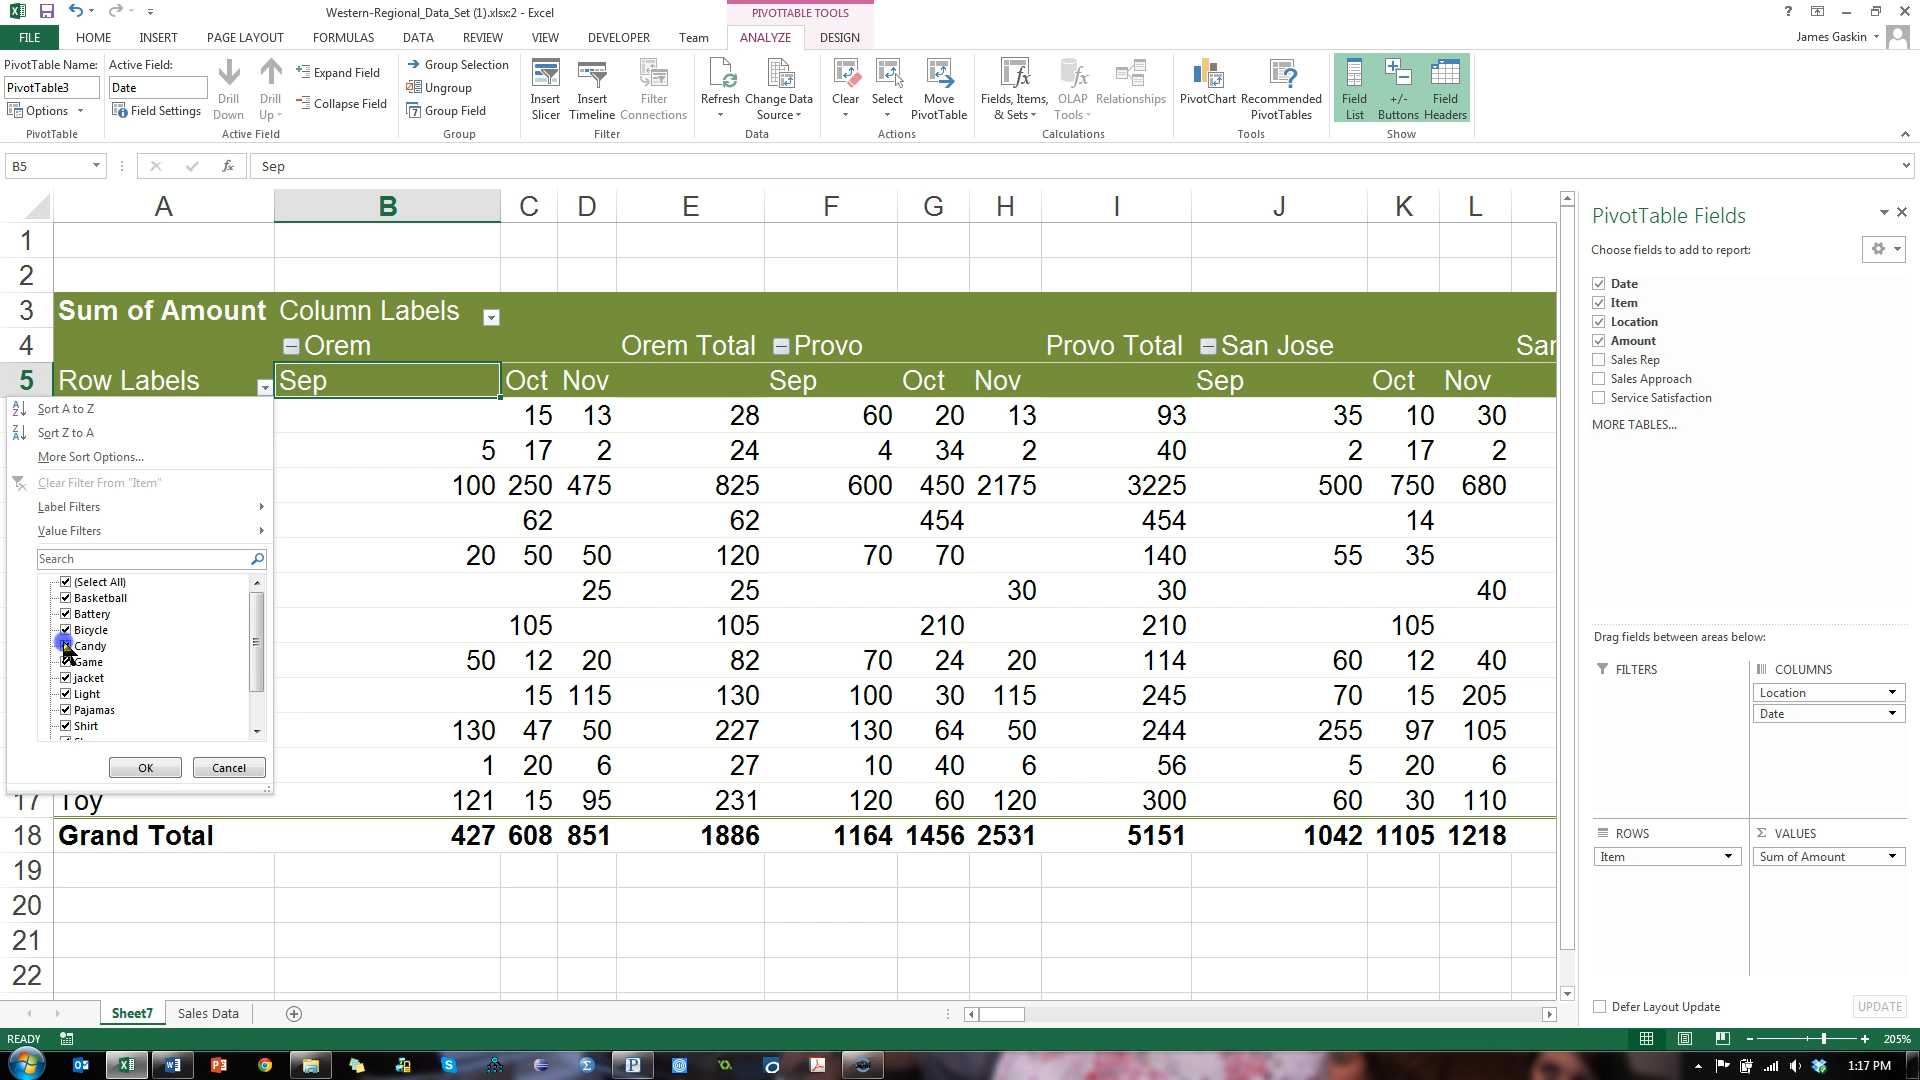 Western-Regional_Data_Set (1).xlsx:2 - Excel
PIVOTTABLE TOOLS
FILE HOME INSERT PAGE LAYOUT FORMULAS DATA REVIEW VIEW DEVELOPER Team ANALYZE DESIGN
James Gaskin
PivotTable Name:
PivotTable3
Options
PivotTable
Active Field:
Date
Field Settings
Drill Down
Drill Up
Expand Field
Collapse Field
Active Field
Group Selection
Ungroup
Group Field
Group
Insert Slicer
Insert Timeline
Filter Connections
Filter
Refresh
Change Data Source
Data
Clear
Select
Move PivotTable
Actions
Fields, Items, & Sets
OLAP Tools
Relationships
Calculations
PivotChart
Recommended PivotTables
Tools
Field List
+/- Buttons
Field Headers
Show
B5
fx
Sep
A B C D E F G H I J K L
1
2
3 Sum of Amount Column Labels
4 Orem Orem Total Provo Provo Total San Jose Sar
5 Row Labels Sep Oct Nov Sep Oct Nov Sep Oct Nov
15 13 28 60 20 13 93 35 10 30
5 17 2 24 4 34 2 40 2 17 2
100 250 475 825 600 450 2175 3225 500 750 680
62 62 454 454 14
20 50 50 120 70 70 140 55 35
25 25 30 30 40
105 105 210 210 105
50 12 20 82 70 24 20 114 60 12 40
15 115 130 100 30 115 245 70 15 205
130 47 50 227 130 64 50 244 255 97 105
1 20 6 27 10 40 6 56 5 20 6
17 Toy 121 15 95 231 120 60 120 300 60 30 110
18 Grand Total 427 608 851 1886 1164 1456 2531 5151 1042 1105 1218
19
20
21
22
Sort A to Z
Sort Z to A
More Sort Options...
Clear Filter From "Item"
Label Filters
Value Filters
Search
(Select All)
Basketball
Battery
Bicycle
Candy
Game
jacket
Light
Pajamas
Shirt
OK Cancel
PivotTable Fields
Choose fields to add to report:
Date
Item
Location
Amount
Sales Rep
Sales Approach
Service Satisfaction
MORE TABLES...
Drag fields between areas below:
FILTERS
COLUMNS
Location
Date
ROWS
Item
VALUES
Sum of Amount
Defer Layout Update
UPDATE
Sheet7 Sales Data
READY
205%
1:17 PM